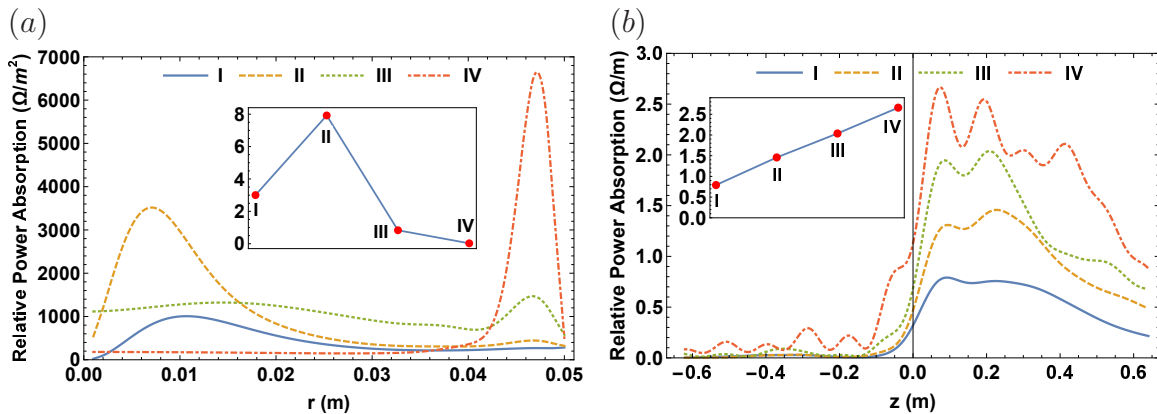 (a)
Relative Power Absorption (Ω/m²)
7000
6000
5000
4000
3000
2000
1000
0
I II III IV
8
6
4
2
0
I
II
III
IV
0.00 0.01 0.02 0.03 0.04 0.05
r (m)
(b)
Relative Power Absorption (Ω/m)
3.0
2.5
2.0
1.5
1.0
0.5
0.0
I II III IV
2.5
2.0
1.5
1.0
0.5
0.0
I
II
III
IV
−0.6 −0.4 −0.2 0.0 0.2 0.4 0.6
z (m)